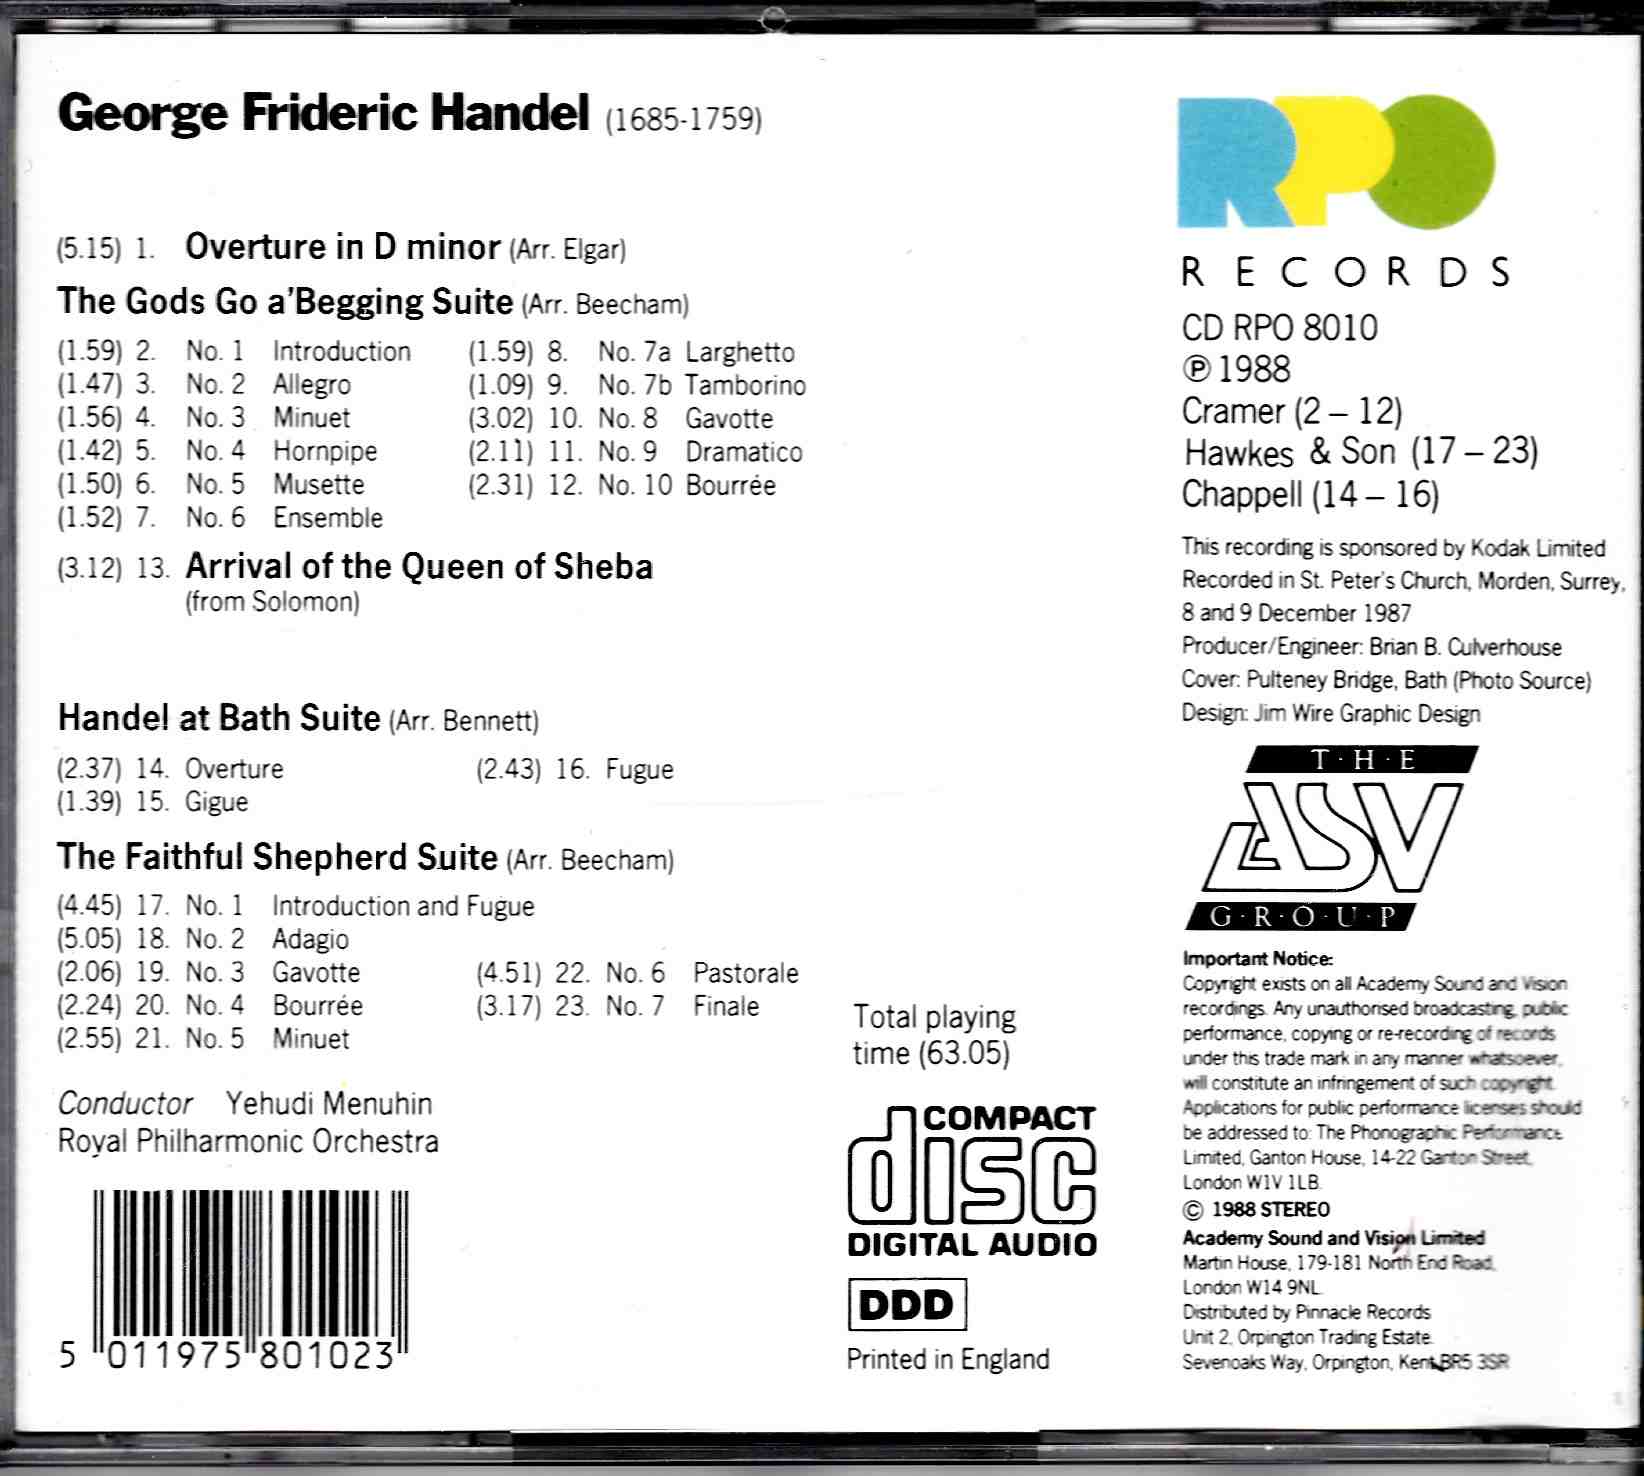 George Frideric Handel (1685-1759)
(5.15) 1. Overture in D minor (Arr. Elgar)
The Gods Go a'Begging Suite (Arr. Beecham)
(1.59) 2. No. 1 Introduction
(1.47) 3. No. 2 Allegro
(1.56) 4. No. 3 Minuet
(1.42) 5. No. 4 Hornpipe
(1.50) 6. No. 5 Musette
(1.52) 7. No. 6 Ensemble
(1.59) 8. No. 7a Larghetto
(1.09) 9. No. 7b Tamborino
(3.02) 10. No. 8 Gavotte
(2.11) 11. No. 9 Dramatico
(2.31) 12. No. 10 Bourrée
(3.12) 13. Arrival of the Queen of Sheba
(from Solomon)
Handel at Bath Suite (Arr. Bennett)
(2.37) 14. Overture
(1.39) 15. Gigue
(2.43) 16. Fugue
The Faithful Shepherd Suite (Arr. Beecham)
(4.45) 17. No. 1 Introduction and Fugue
(5.05) 18. No. 2 Adagio
(2.06) 19. No. 3 Gavotte
(2.24) 20. No. 4 Bourrée
(2.55) 21. No. 5 Minuet
(4.51) 22. No. 6 Pastorale
(3.17) 23. No. 7 Finale
Conductor Yehudi Menuhin
Royal Philharmonic Orchestra
5 011975 801023
Total playing
time (63.05)
COMPACT
disc
DIGITAL AUDIO
DDD
Printed in England
RPO
RECORDS
CD RPO 8010
℗ 1988
Cramer (2 – 12)
Hawkes & Son (17 – 23)
Chappell (14 – 16)
This recording is sponsored by Kodak Limited
Recorded in St. Peter's Church, Morden, Surrey,
8 and 9 December 1987
Producer/Engineer: Brian B. Culverhouse
Cover: Pulteney Bridge, Bath (Photo Source)
Design: Jim Wire Graphic Design
T·H·E
ASV
G·R·O·U·P
Important Notice:
Copyright exists on all Academy Sound and Vision
recordings. Any unauthorised broadcasting, public
performance, copying or re-recording of records
under this trade mark in any manner whatsoever,
will constitute an infringement of such copyright.
Applications for public performance licenses should
be addressed to: The Phonographic Performance
Limited, Ganton House, 14-22 Ganton Street,
London W1V 1LB.
© 1988 STEREO
Academy Sound and Vision Limited
Martin House, 179-181 North End Road,
London W14 9NL.
Distributed by Pinnacle Records
Unit 2, Orpington Trading Estate.
Sevenoaks Way, Orpington, Kent BR5 3SR